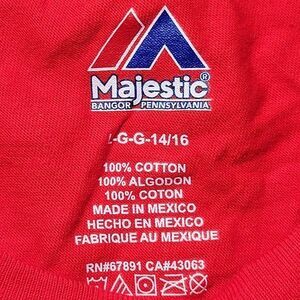 Majestic®
BANGOR PENNSYLVANIA
-G-G-14/16
100% COTTON
100% ALGODON
100% COTON
MADE IN MEXICO
HECHO EN MEXICO
FABRIQUE AU MEXIQUE
RN#67891 CA#43063